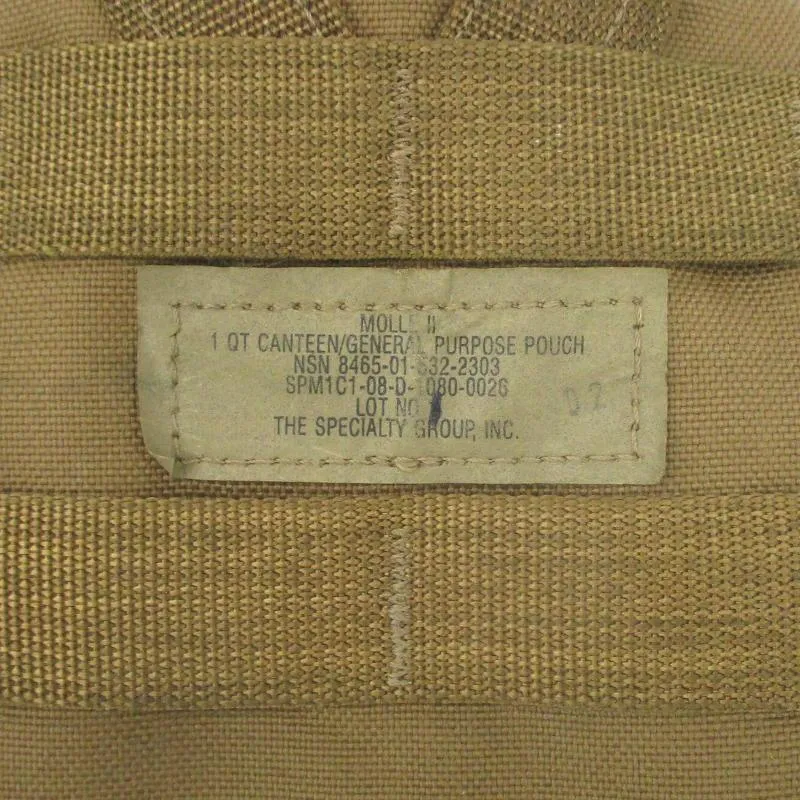 MOLLE II
1 QT CANTEEN/GENERAL PURPOSE POUCH
NSN 8465-01-532-2303
SPM1C1-08-D-1080-0026
LOT NO
THE SPECIALTY GROUP, INC.
02